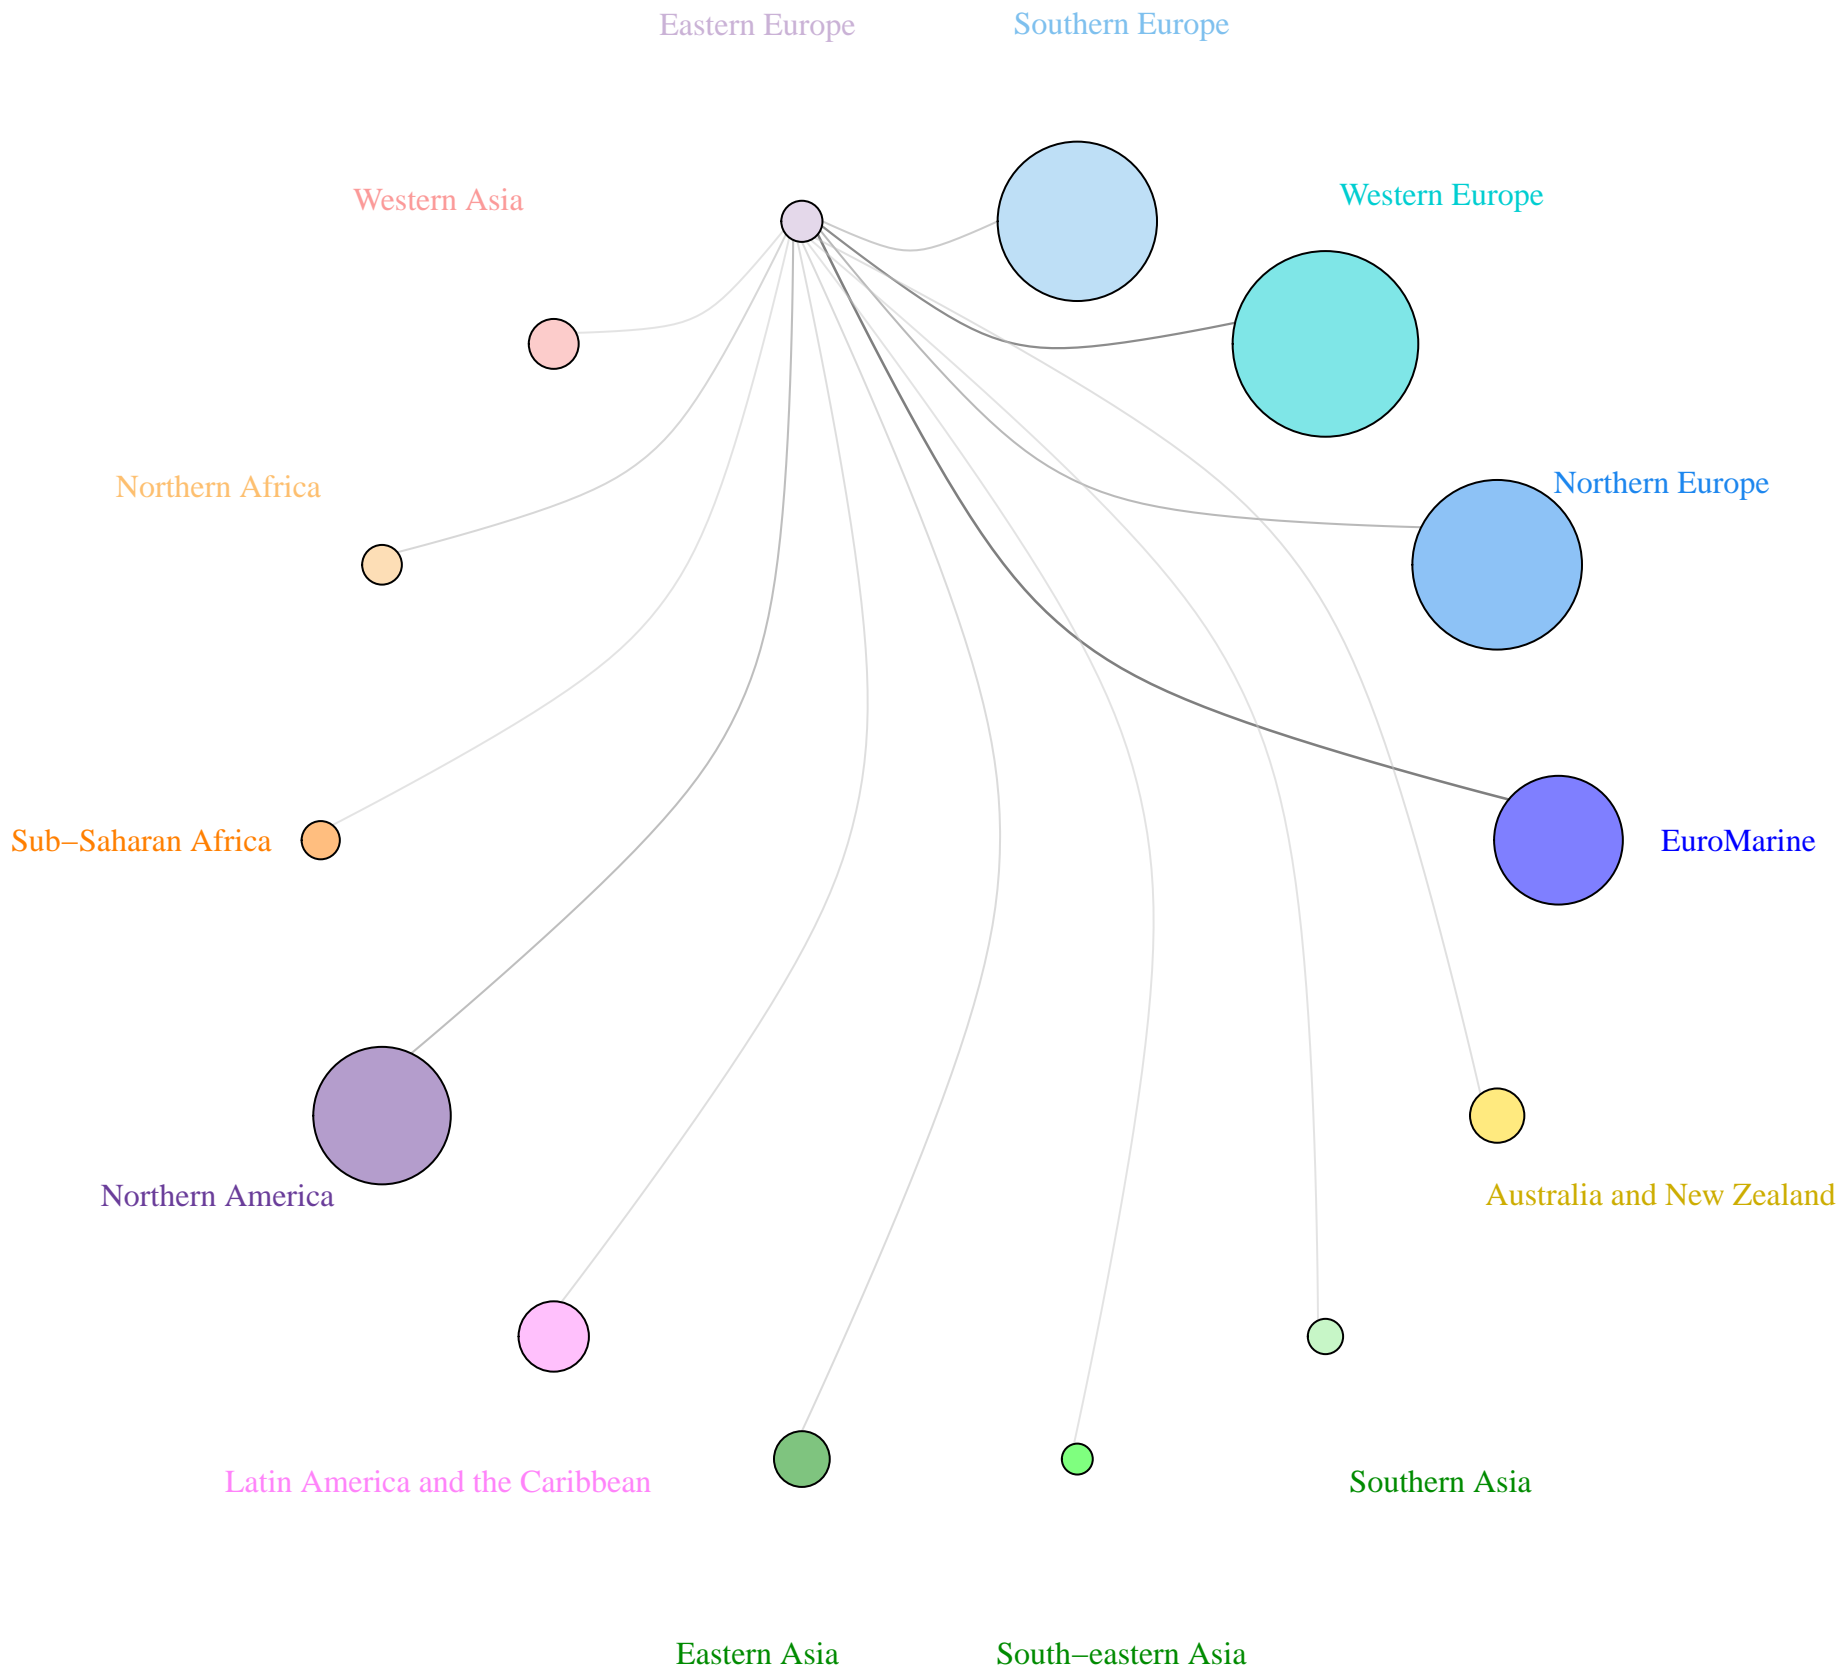 Eastern Europe
Southern Europe
Western Asia
Western Europe
Northern Africa
Northern Europe
Sub−Saharan Africa
EuroMarine
Northern America
Australia and New Zealand
Latin America and the Caribbean
Southern Asia
Eastern Asia
South−eastern Asia